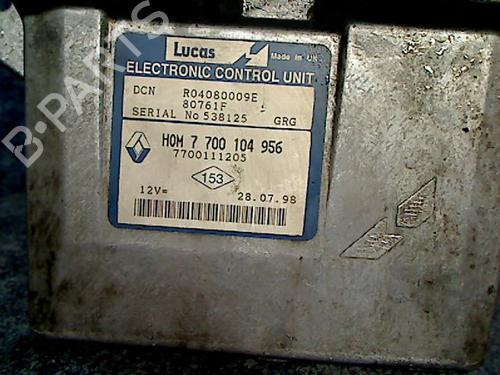 Lucas Made in UK
ELECTRONIC CONTROL UNIT
DCN R04080009E
80761F
SERIAL No 538125 GRG
HOM 7 700 104 956
7700111205
153
12V= 28.07.98
B-PARTS